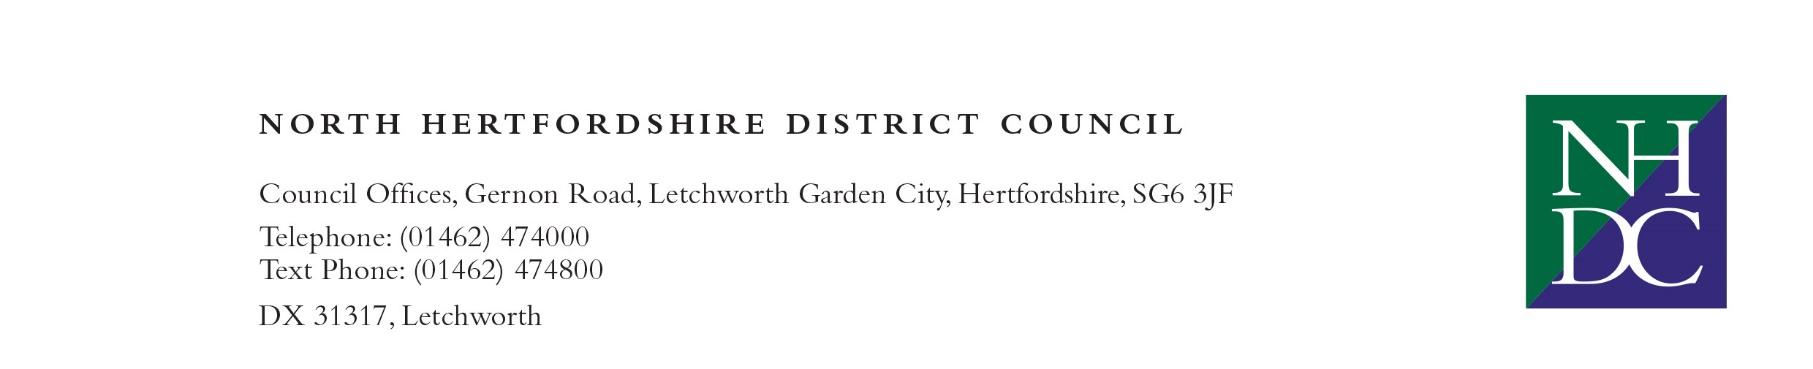 NORTH HERTFORDSHIRE DISTRICT COUNCIL
Council Offices, Gernon Road, Letchworth Garden City, Hertfordshire, SG6 3JF
Telephone: (01462) 474000
Text Phone: (01462) 474800
DX 31317, Letchworth
NH
DC